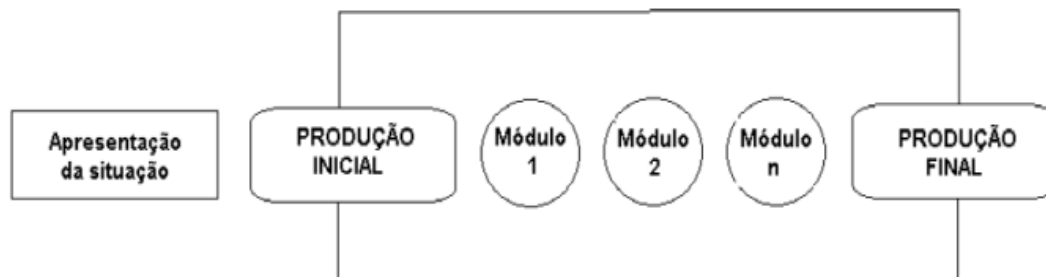 Apresentação
da situação
PRODUÇÃO
INICIAL
Módulo
1
Módulo
2
Módulo
n
PRODUÇÃO
FINAL